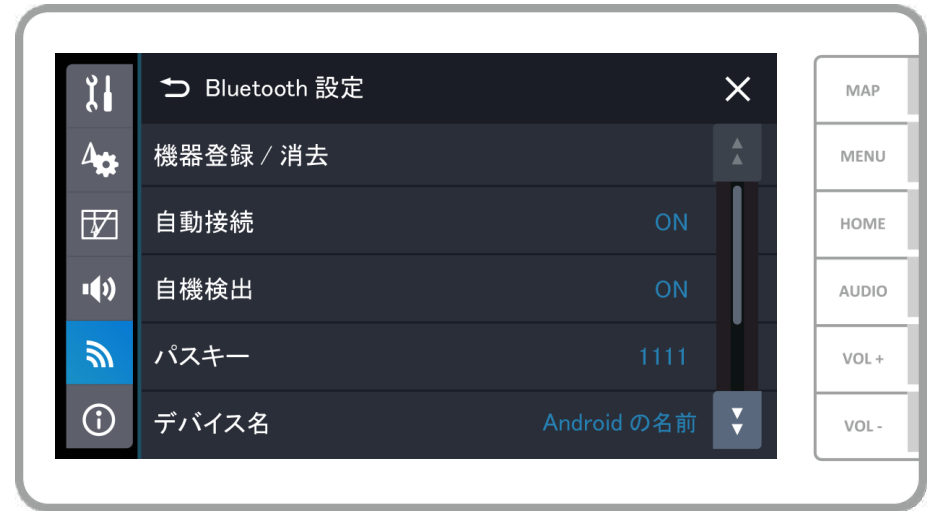 Bluetooth 設定
機器登録 / 消去
自動接続 ON
自機検出 ON
パスキー 1111
デバイス名 Android の名前
MAP
MENU
HOME
AUDIO
VOL +
VOL -